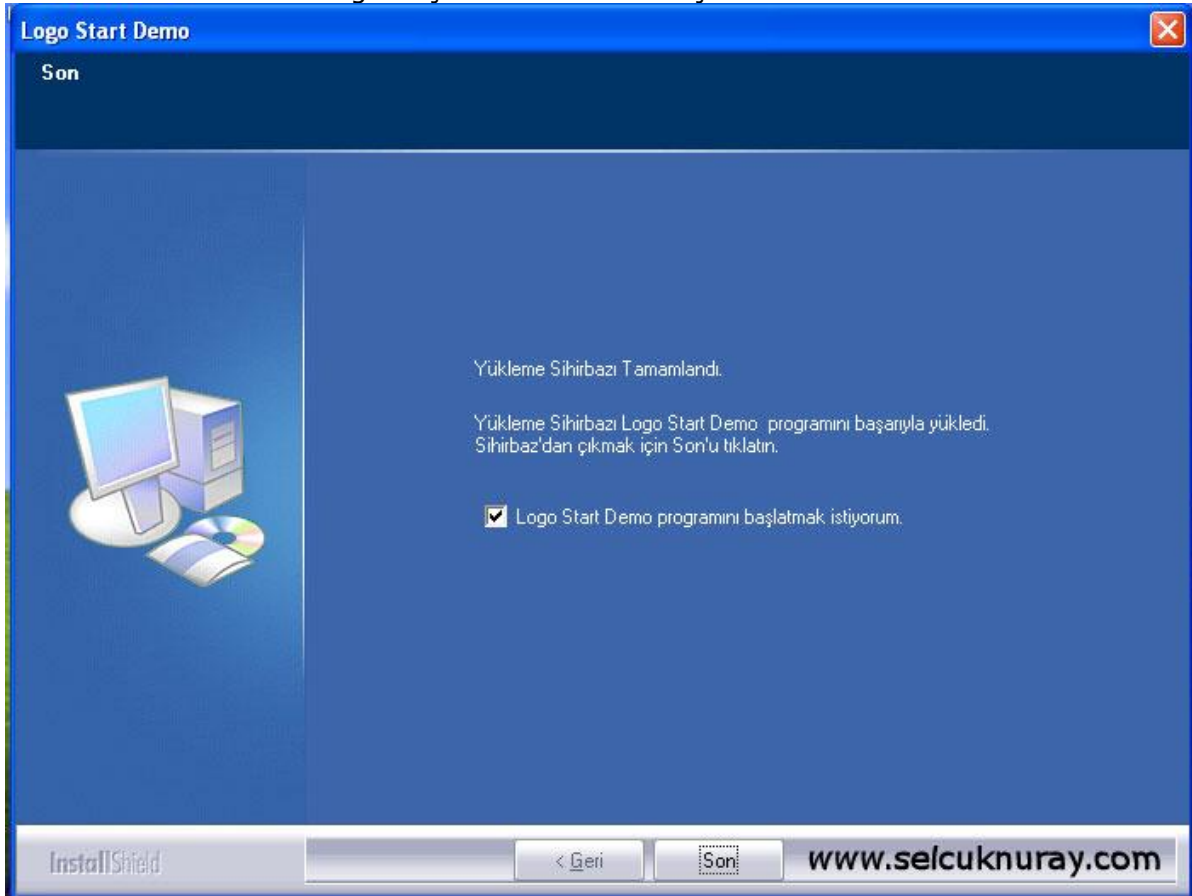 Logo Start Demo
Son
Yükleme Sihirbazı Tamamlandı.
Yükleme Sihirbazı Logo Start Demo programını başarıyla yükledi.
Sihirbaz'dan çıkmak için Son'u tıklatın.
Logo Start Demo programını başlatmak istiyorum.
InstallShield
< Geri
Son
www.selcuknuray.com